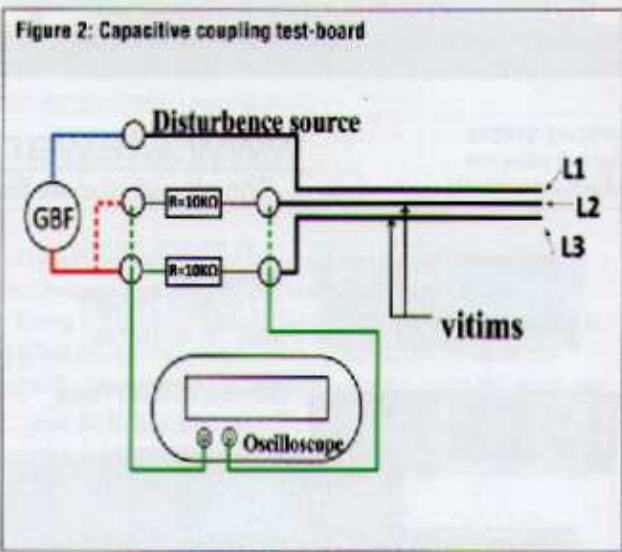 Figure 2: Capacitive coupling test-board
Disturbence source
L1
GBF
R=10KΩ
L2
R=10KΩ
L3
vitims
Oscilloscope